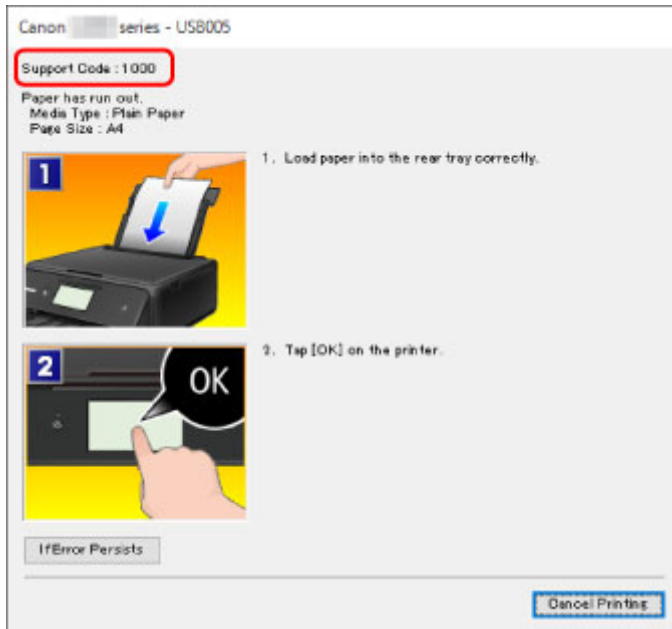 Canon series - USB005
Support Code : 1000
Paper has run out.
Media Type : Plain Paper
Page Size : A4
1
1. Load paper into the rear tray correctly.
2
OK
2. Tap [OK] on the printer.
If Error Persists
Cancel Printing